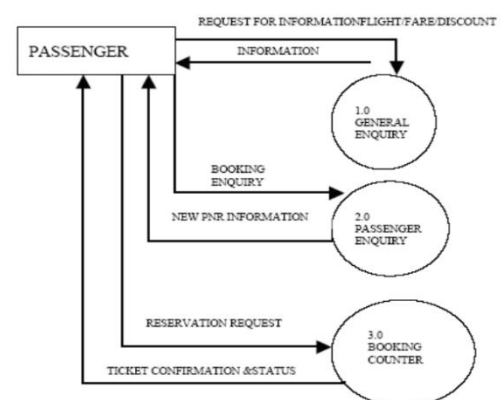 REQUEST FOR INFORMATIONFLIGHT/FARE/DISCOUNT
PASSENGER
INFORMATION
1.0
GENERAL
ENQUIRY
BOOKING
ENQUIRY
NEW PNR INFORMATION
2.0
PASSENGER
ENQUIRY
RESERVATION REQUEST
3.0
BOOKING
COUNTER
TICKET CONFIRMATION &STATUS